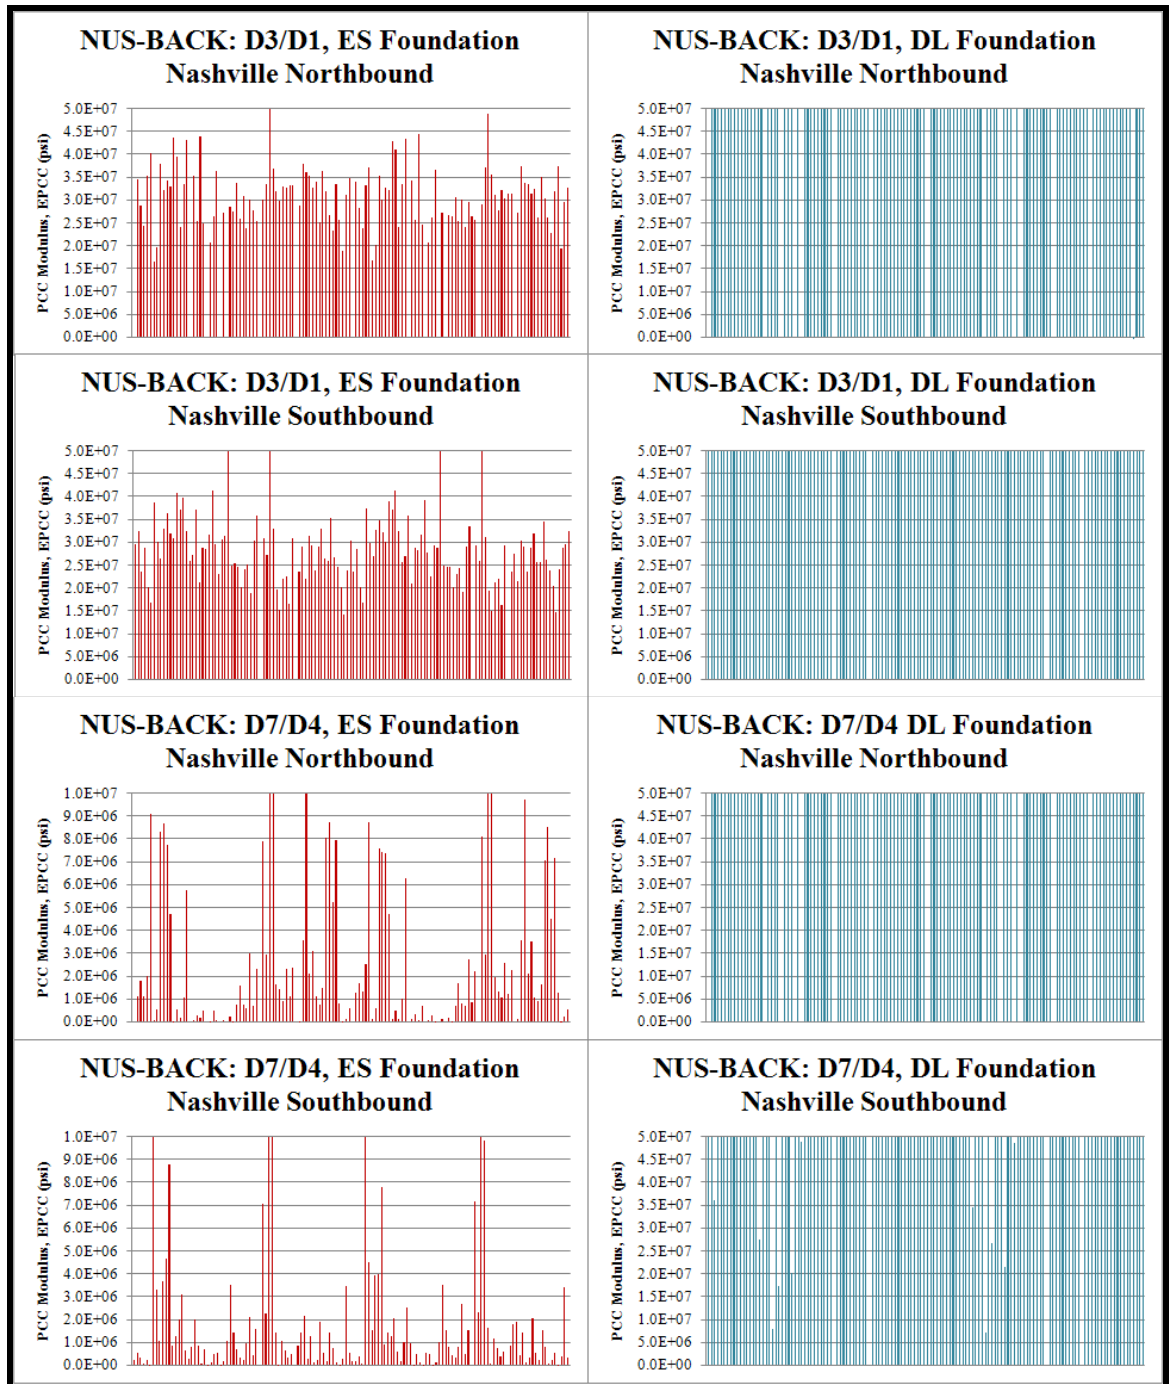 NUS-BACK: D3/D1, ES Foundation
Nashville Northbound
PCC Modulus, EPCC (psi)
5.0E+07
4.5E+07
4.0E+07
3.5E+07
3.0E+07
2.5E+07
2.0E+07
1.5E+07
1.0E+07
5.0E+06
0.0E+00
NUS-BACK: D3/D1, DL Foundation
Nashville Northbound
PCC Modulus, EPCC (psi)
5.0E+07
4.5E+07
4.0E+07
3.5E+07
3.0E+07
2.5E+07
2.0E+07
1.5E+07
1.0E+07
5.0E+06
0.0E+00
NUS-BACK: D3/D1, ES Foundation
Nashville Southbound
PCC Modulus, EPCC (psi)
5.0E+07
4.5E+07
4.0E+07
3.5E+07
3.0E+07
2.5E+07
2.0E+07
1.5E+07
1.0E+07
5.0E+06
0.0E+00
NUS-BACK: D3/D1, DL Foundation
Nashville Southbound
PCC Modulus, EPCC (psi)
5.0E+07
4.5E+07
4.0E+07
3.5E+07
3.0E+07
2.5E+07
2.0E+07
1.5E+07
1.0E+07
5.0E+06
0.0E+00
NUS-BACK: D7/D4, ES Foundation
Nashville Northbound
PCC Modulus, EPCC (psi)
1.0E+07
9.0E+06
8.0E+06
7.0E+06
6.0E+06
5.0E+06
4.0E+06
3.0E+06
2.0E+06
1.0E+06
0.0E+00
NUS-BACK: D7/D4 DL Foundation
Nashville Northbound
PCC Modulus, EPCC (psi)
5.0E+07
4.5E+07
4.0E+07
3.5E+07
3.0E+07
2.5E+07
2.0E+07
1.5E+07
1.0E+07
5.0E+06
0.0E+00
NUS-BACK: D7/D4, ES Foundation
Nashville Southbound
PCC Modulus, EPCC (psi)
1.0E+07
9.0E+06
8.0E+06
7.0E+06
6.0E+06
5.0E+06
4.0E+06
3.0E+06
2.0E+06
1.0E+06
0.0E+00
NUS-BACK: D7/D4, DL Foundation
Nashville Southbound
PCC Modulus, EPCC (psi)
5.0E+07
4.5E+07
4.0E+07
3.5E+07
3.0E+07
2.5E+07
2.0E+07
1.5E+07
1.0E+07
5.0E+06
0.0E+00